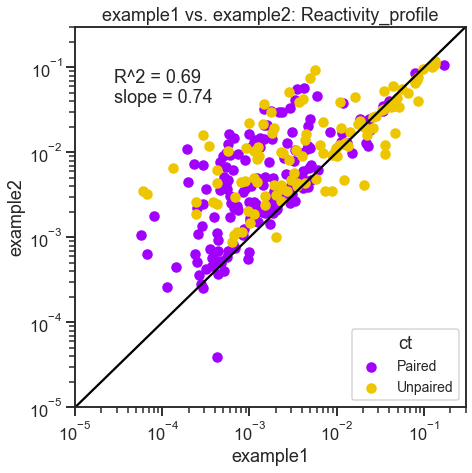 example1 vs. example2: Reactivity_profile
R^2 = 0.69
slope = 0.74
example2
10⁻¹
10⁻²
10⁻³
10⁻⁴
10⁻⁵
ct
Paired
Unpaired
10⁻⁵ 10⁻⁴ 10⁻³ 10⁻² 10⁻¹
example1